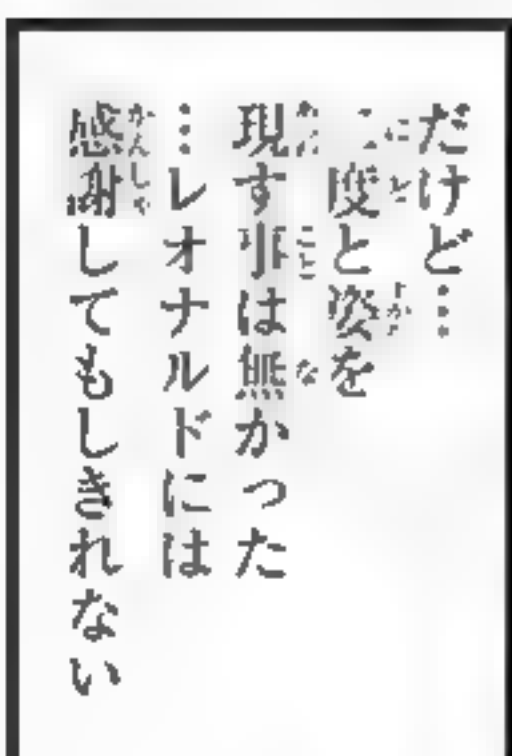 だけど…
二度と姿を
現す事は無かった
…レオナルドには
感謝してもしきれない